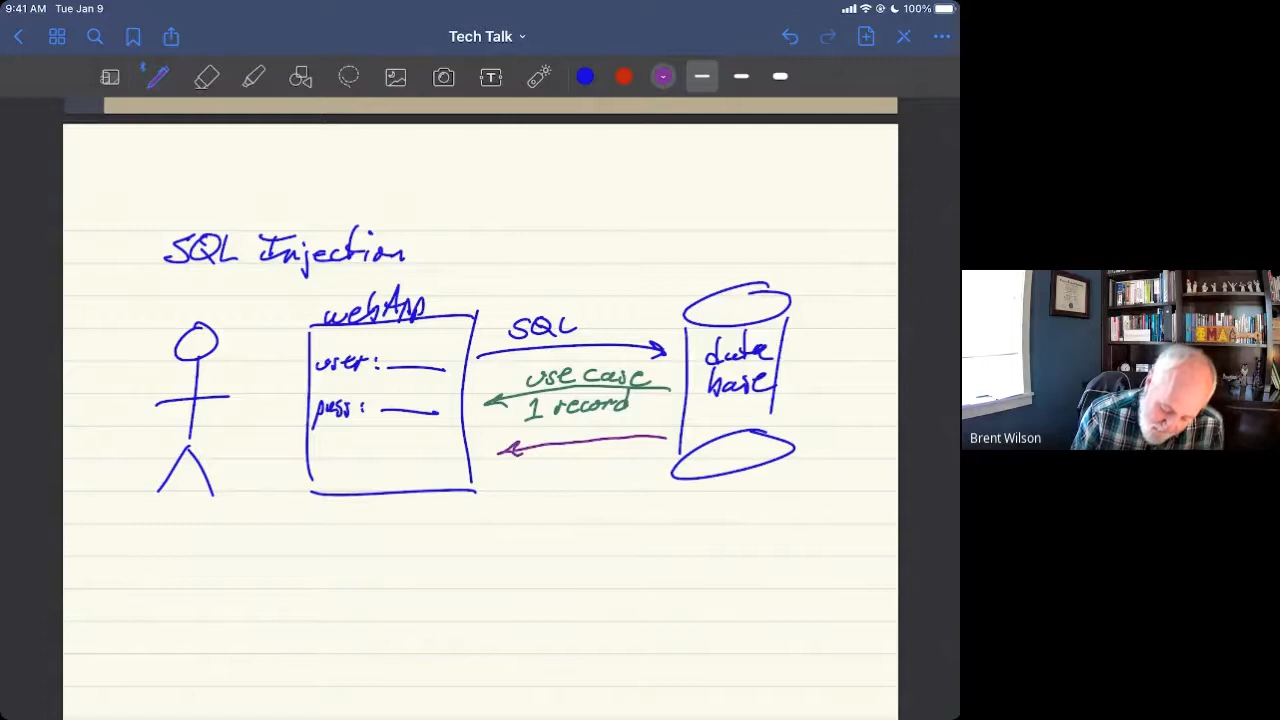 9:41 AM Tue Jan 9
100%
Tech Talk
T
SQL Injection
webApp
user:
pass:
SQL
use case
1 record
data
base
Brent Wilson